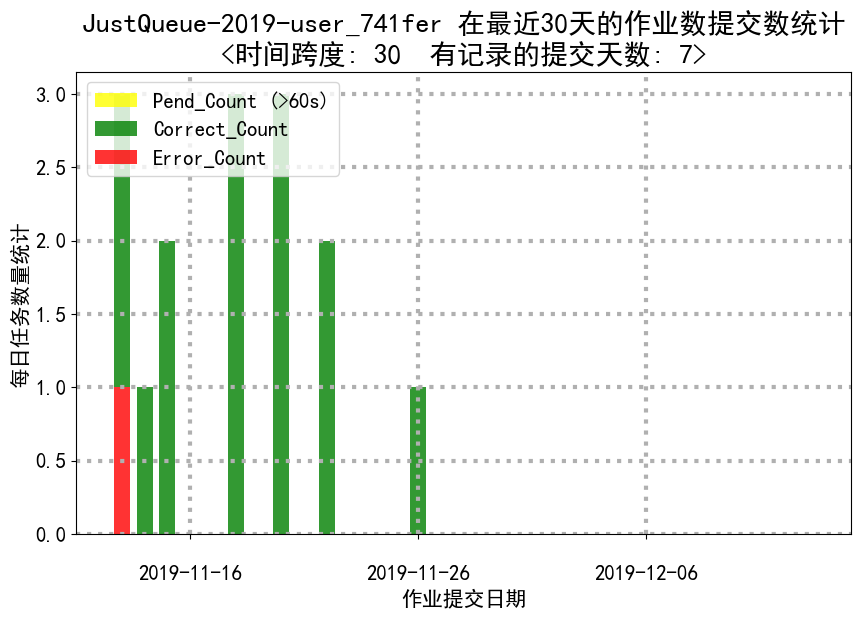 JustQueue-2019-user_741fer 在最近30天的作业数提交数统计
<时间跨度: 30  有记录的提交天数: 7>
Pend_Count (>60s)
Correct_Count
Error_Count
每日任务数量统计
3.0
2.5
2.0
1.5
1.0
0.5
0.0
2019-11-16
2019-11-26
2019-12-06
作业提交日期